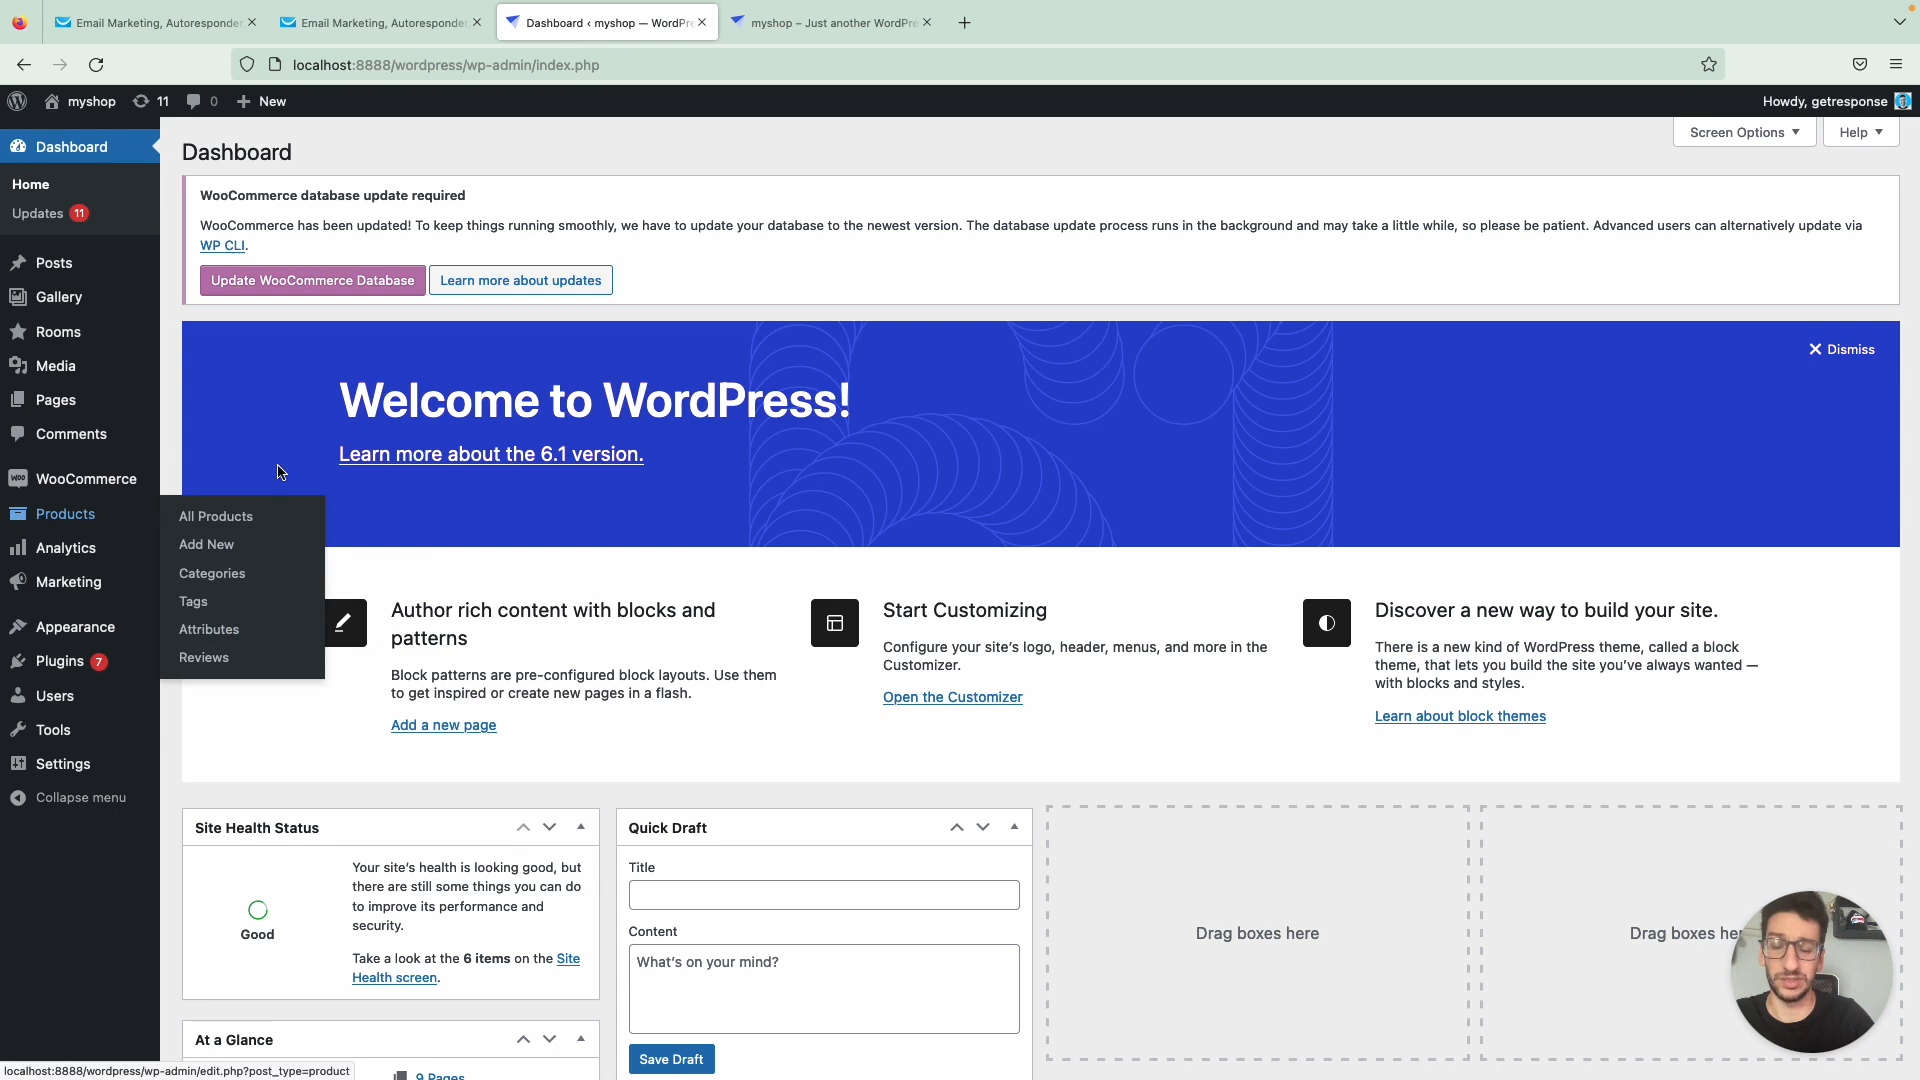 Email Marketing, Autoresponder
Email Marketing, Autoresponder
Dashboard ‹ myshop — WordPr
myshop – Just another WordPre
localhost:8888/wordpress/wp-admin/index.php
myshop
11
0
New
Howdy, getresponse
Dashboard
Home
Updates 11
Posts
Gallery
Rooms
Media
Pages
Comments
WooCommerce
Products
Analytics
Marketing
Appearance
Plugins 7
Users
Tools
Settings
Collapse menu
All Products
Add New
Categories
Tags
Attributes
Reviews
Screen Options
Help
Dashboard
WooCommerce database update required
WooCommerce has been updated! To keep things running smoothly, we have to update your database to the newest version. The database update process runs in the background and may take a little while, so please be patient. Advanced users can alternatively update via
WP CLI.
Update WooCommerce Database
Learn more about updates
Dismiss
Welcome to WordPress!
Learn more about the 6.1 version.
Author rich content with blocks and
patterns
Block patterns are pre-configured block layouts. Use them
to get inspired or create new pages in a flash.
Add a new page
Start Customizing
Configure your site's logo, header, menus, and more in the
Customizer.
Open the Customizer
Discover a new way to build your site.
There is a new kind of WordPress theme, called a block
theme, that lets you build the site you've always wanted —
with blocks and styles.
Learn about block themes
Site Health Status
Good
Your site's health is looking good, but
there are still some things you can do
to improve its performance and
security.
Take a look at the 6 items on the Site
Health screen.
At a Glance
9 Pages
Quick Draft
Title
Content
What's on your mind?
Save Draft
Drag boxes here
Drag boxes her
localhost:8888/wordpress/wp-admin/edit.php?post_type=product